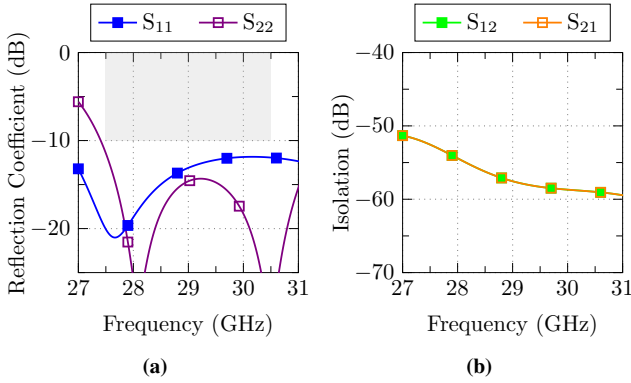 S11 S22
S12 S21
Reflection Coefficient (dB)
0
−10
−20
27 28 29 30 31
Frequency (GHz)
(a)
Isolation (dB)
−40
−50
−60
−70
27 28 29 30 31
Frequency (GHz)
(b)